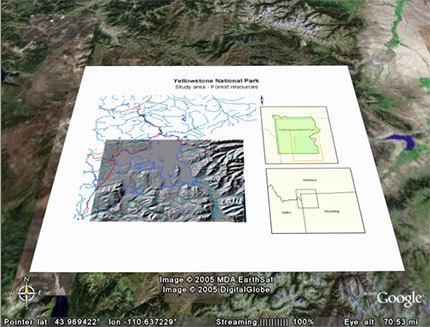 Yellowstone National Park
Study area - Forest resources
Montana
Idaho
Wyoming
Image © 2005 MDA EarthSat
Image © 2005 DigitalGlobe
W
E
Google
Pointer lat 43.969422° lon -110.637229°
Streaming |||||||||| 100%
Eye alt 70.53 mi